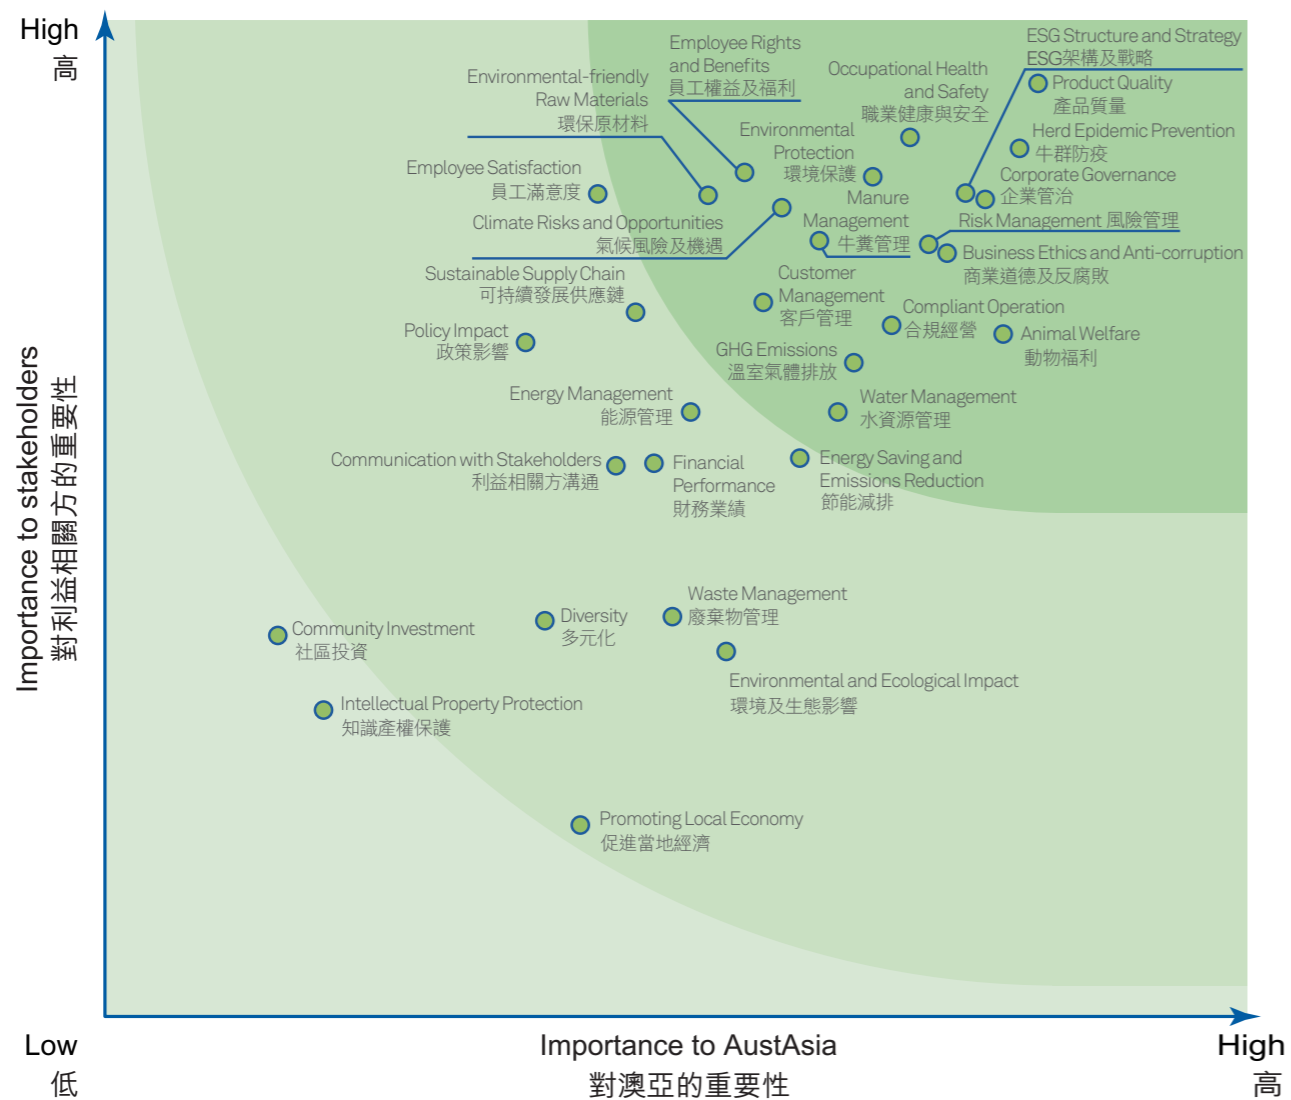 High
高
Employee Rights
and Benefits
員工權益及福利
ESG Structure and Strategy
ESG架構及戰略
Environmental-friendly
Raw Materials
環保原材料
Occupational Health
and Safety
職業健康與安全
Product Quality
產品質量
Environmental
Protection
環境保護
Herd Epidemic Prevention
牛群防疫
Employee Satisfaction
員工滿意度
Corporate Governance
企業管治
Manure
Management
牛糞管理
Climate Risks and Opportunities
氣候風險及機遇
Risk Management 風險管理
Business Ethics and Anti-corruption
商業道德及反腐敗
Sustainable Supply Chain
可持續發展供應鏈
Customer
Management
客戶管理
Compliant Operation
合規經營
Policy Impact
政策影響
Animal Welfare
動物福利
GHG Emissions
溫室氣體排放
Energy Management
能源管理
Water Management
水資源管理
Communication with Stakeholders
利益相關方溝通
Financial
Performance
財務業績
Energy Saving and
Emissions Reduction
節能減排
Waste Management
廢棄物管理
Diversity
多元化
Community Investment
社區投資
Environmental and Ecological Impact
環境及生態影響
Intellectual Property Protection
知識產權保護
Promoting Local Economy
促進當地經濟
Importance to stakeholders
對利益相關方的重要性
Low
低
Importance to AustAsia
對澳亞的重要性
High
高